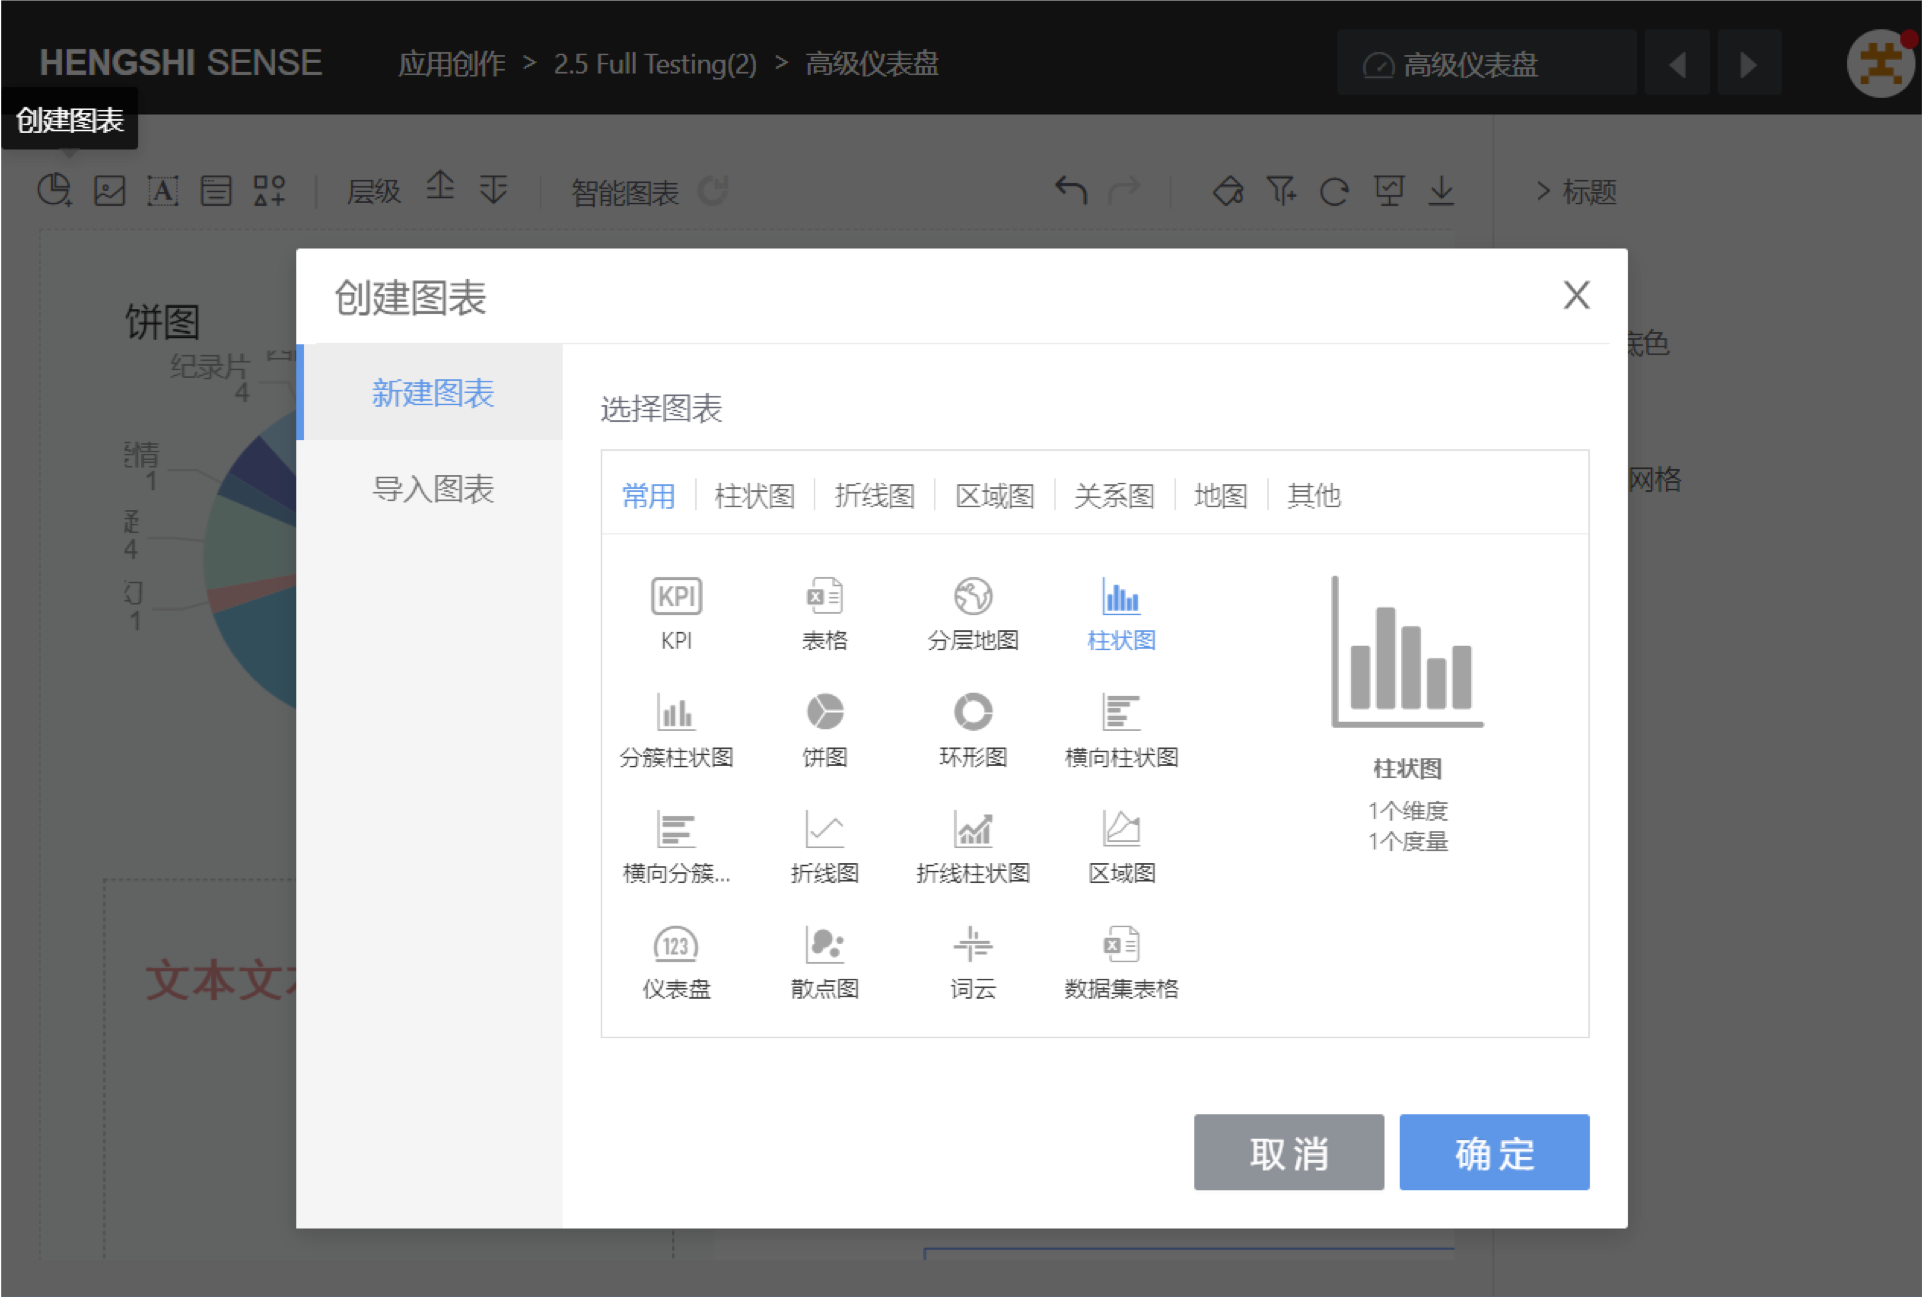 HENGSHI SENSE
应用创作 > 2.5 Full Testing(2) > 高级仪表盘
高级仪表盘
创建图表
层级
智能图表
> 标题
饼图
纪录片
4
情
1
疑
4
幻
1
文本文
底色
网格
创建图表
X
新建图表
导入图表
选择图表
常用
柱状图
折线图
区域图
关系图
地图
其他
KPI
KPI
表格
分层地图
柱状图
分簇柱状图
饼图
环形图
横向柱状图
横向分簇...
折线图
折线柱状图
区域图
123
仪表盘
散点图
词云
数据集表格
柱状图
1个维度
1个度量
取消
确定